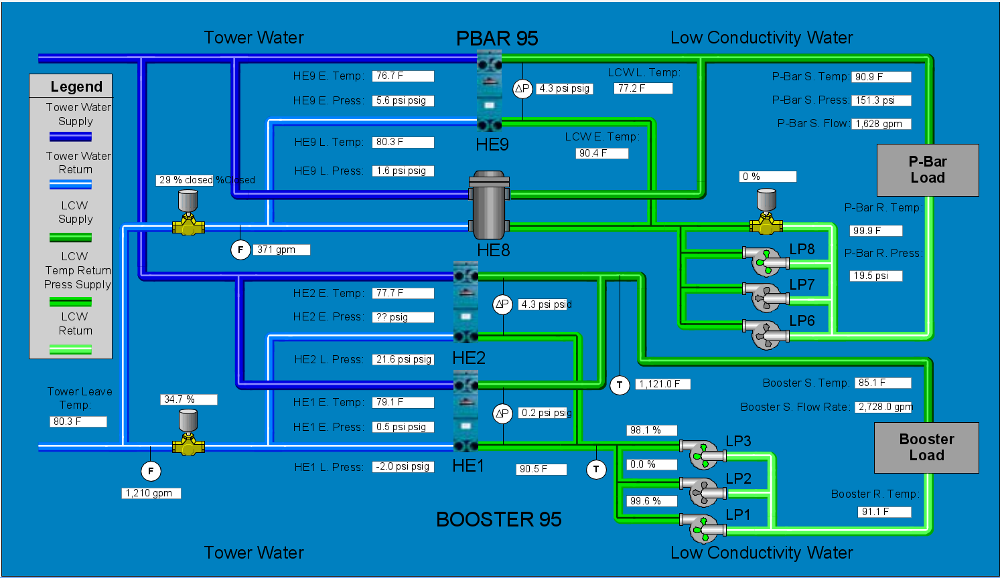 Tower Water
PBAR 95
Low Conductivity Water
Legend
Tower Water
Supply
Tower Water
Return
LCW
Supply
LCW
Temp Return
Press Supply
LCW
Return
HE9 E. Temp: 76.7 F
HE9 E. Press: 5.6 psi psig
HE9 L. Temp: 80.3 F
HE9 L. Press: 1.6 psi psig
ΔP 4.3 psi psig
LCW L. Temp:
77.2 F
LCW E. Temp:
90.4 F
HE9
P-Bar S. Temp: 90.9 F
P-Bar S. Press: 151.3 psi
P-Bar S. Flow: 1,628 gpm
P-Bar
Load
29 % closed %Closed
0 %
F 371 gpm
HE8
P-Bar R. Temp:
99.9 F
P-Bar R. Press:
19.5 psi
LP8
LP7
LP6
HE2 E. Temp: 77.7 F
HE2 E. Press: ?? psig
HE2 L. Press: 21.6 psi psig
ΔP 4.3 psi psid
HE2
T 1,121.0 F
Tower Leave
Temp:
80.3 F
34.7 %
HE1 E. Temp: 79.1 F
HE1 E. Press: 0.5 psi psig
HE1 L. Press: -2.0 psi psig
ΔP 0.2 psi psig
HE1
F
1,210 gpm
90.5 F T
Booster S. Temp: 85.1 F
Booster S. Flow Rate: 2,728.0 gpm
Booster
Load
98.1 %
LP3
0.0 %
LP2
99.6 %
LP1
Booster R. Temp:
91.1 F
BOOSTER 95
Tower Water
Low Conductivity Water